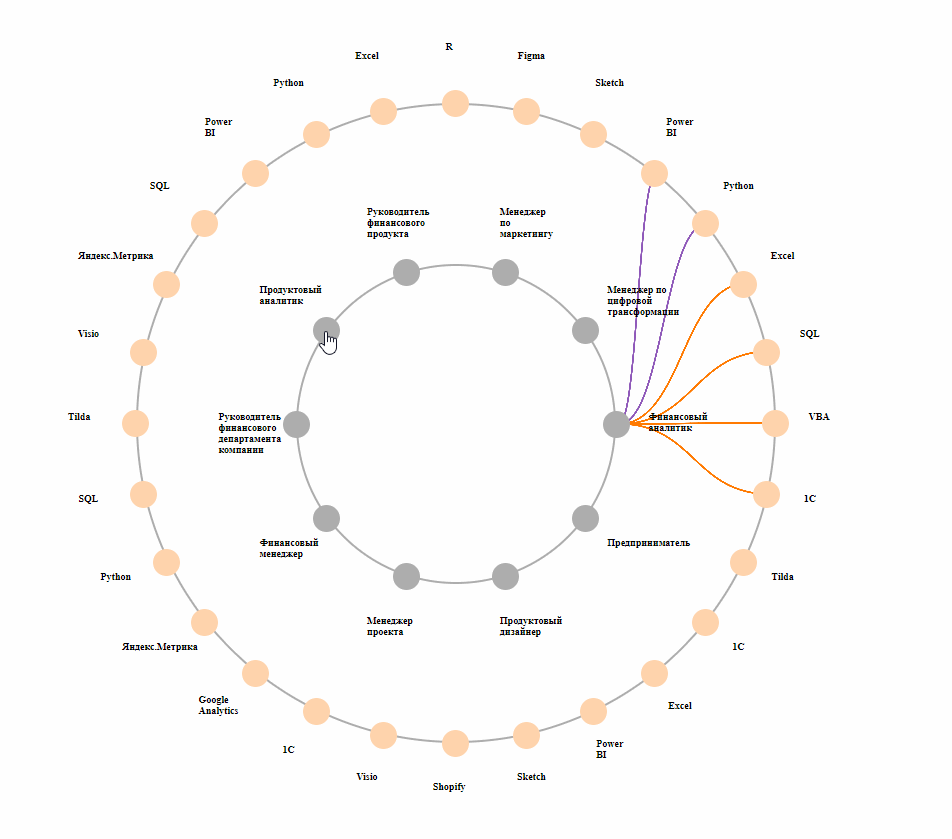 R
Excel
Figma
Python
Sketch
Power
BI
Power
BI
SQL
Python
Руководитель
финансового
продукта
Менеджер
по
маркетингу
Яндекс.Метрика
Excel
Продуктовый
аналитик
Менеджер по
цифровой
трансформации
Visio
SQL
Tilda
Руководитель
финансового
департамента
компании
Финансовый
аналитик
VBA
SQL
1C
Финансовый
менеджер
Предприниматель
Python
Tilda
Менеджер
проекта
Продуктовый
дизайнер
Яндекс.Метрика
1C
Google
Analytics
Excel
1C
Power
BI
Visio
Sketch
Shopify